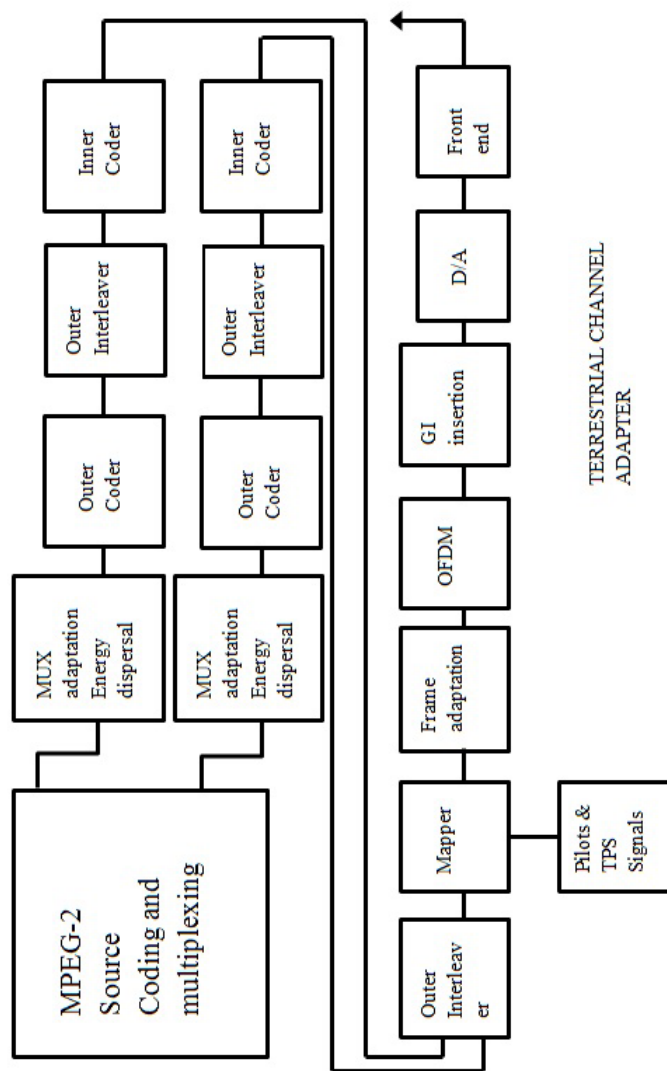 MPEG-2
Source
Coding and
multiplexing
MUX
adaptation
Energy
dispersal
Outer
Coder
Outer
Interleaver
Inner
Coder
MUX
adaptation
Energy
dispersal
Outer
Coder
Outer
Interleaver
Inner
Coder
Outer
Interleav
er
Mapper
Frame
adaptation
OFDM
GI
insertion
D/A
Front
end
Pilots &
TPS
Signals
TERRESTRIAL CHANNEL
ADAPTER